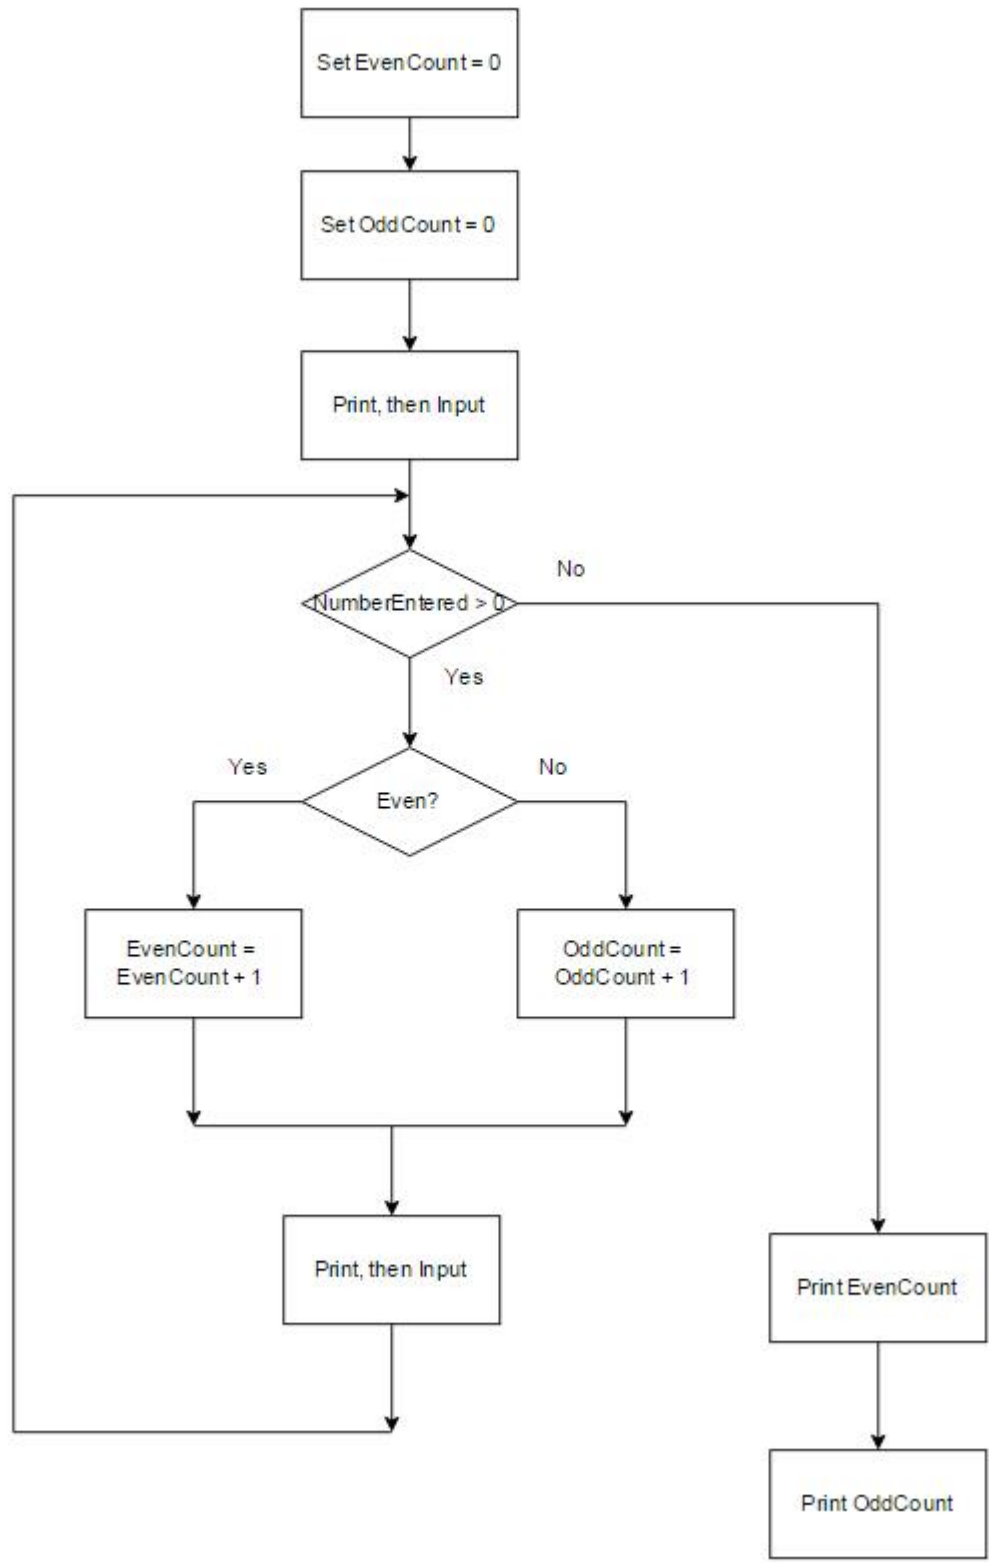 Set EvenCount = 0
Set OddCount = 0
Print, then Input
NumberEntered > 0
No
Yes
Yes
No
Even?
EvenCount =
EvenCount + 1
OddCount =
OddCount + 1
Print, then Input
Print EvenCount
Print OddCount